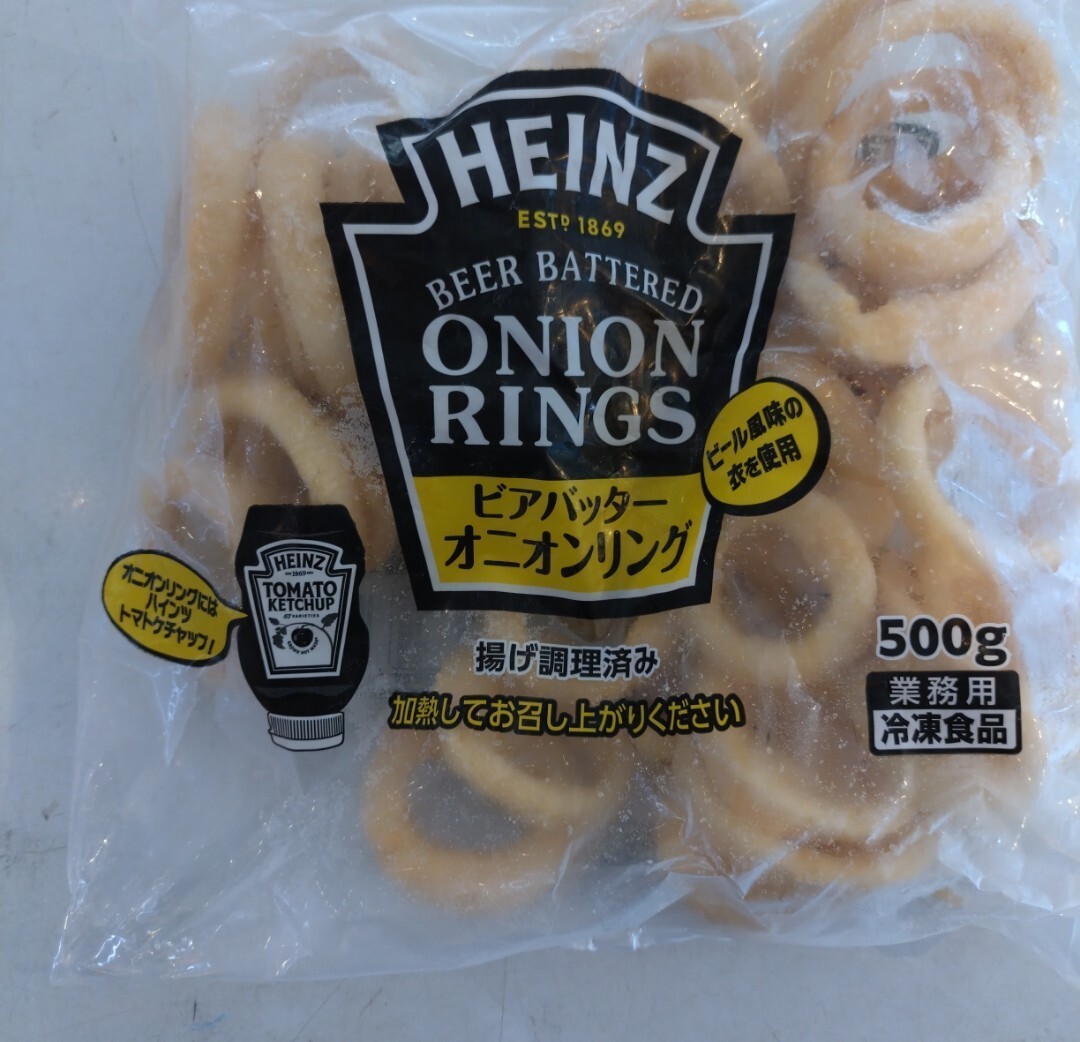 HEINZ
ESTD 1869
BEER BATTERED
ONION
RINGS
ビール風味の
衣を使用
ビアバッター
オニオンリング
オニオンリングには
ハインツ
トマトケチャップ!
HEINZ
1869
TOMATO
KETCHUP
57 VARIETIES
揚げ調理済み
加熱してお召し上がりください
500g
業務用
冷凍食品